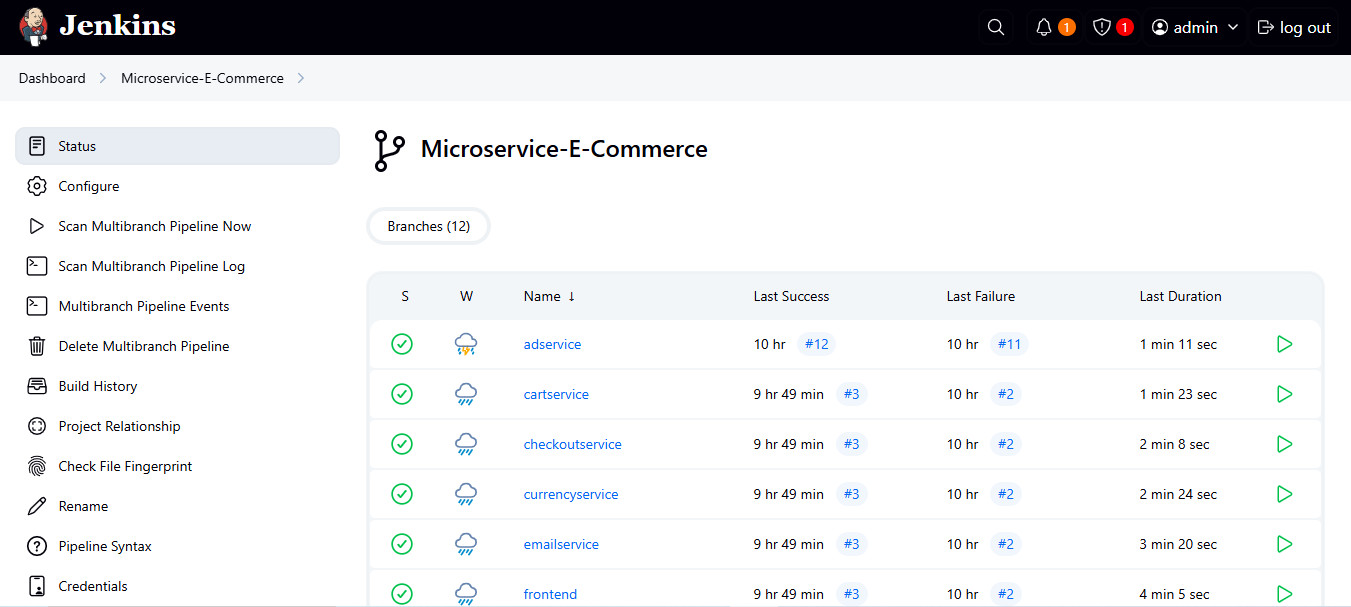 Jenkins
1
1
admin
log out
Dashboard
Microservice-E-Commerce
Status
Configure
Scan Multibranch Pipeline Now
Scan Multibranch Pipeline Log
Multibranch Pipeline Events
Delete Multibranch Pipeline
Build History
Project Relationship
Check File Fingerprint
Rename
Pipeline Syntax
Credentials
Microservice-E-Commerce
Branches (12)
S W Name ↓ Last Success Last Failure Last Duration
adservice 10 hr #12 10 hr #11 1 min 11 sec
cartservice 9 hr 49 min #3 10 hr #2 1 min 23 sec
checkoutservice 9 hr 49 min #3 10 hr #2 2 min 8 sec
currencyservice 9 hr 49 min #3 10 hr #2 2 min 24 sec
emailservice 9 hr 49 min #3 10 hr #2 3 min 20 sec
frontend 9 hr 49 min #3 10 hr #2 4 min 5 sec